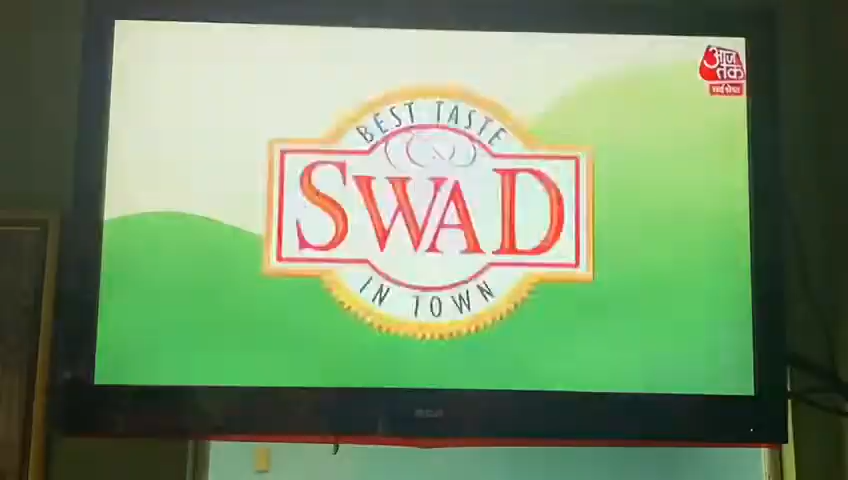 BEST TASTE
SWAD
IN TOWN
आज
तक